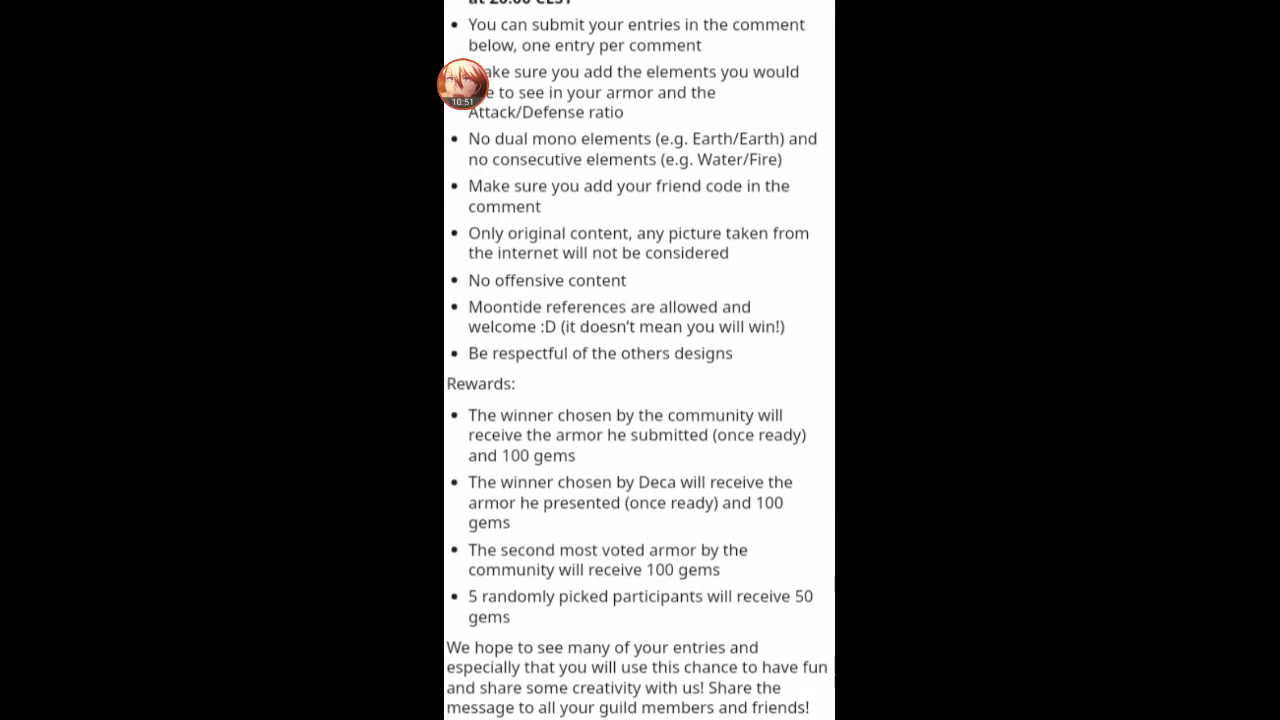 at 20:00 CEST
• You can submit your entries in the comment
below, one entry per comment
ake sure you add the elements you would
e to see in your armor and the
10:51
Attack/Defense ratio
• No dual mono elements (e.g. Earth/Earth) and
no consecutive elements (e.g. Water/Fire)
• Make sure you add your friend code in the
comment
• Only original content, any picture taken from
the internet will not be considered
• No offensive content
• Moontide references are allowed and
welcome :D (it doesn’t mean you will win!)
• Be respectful of the others designs
Rewards:
• The winner chosen by the community will
receive the armor he submitted (once ready)
and 100 gems
• The winner chosen by Deca will receive the
armor he presented (once ready) and 100
gems
• The second most voted armor by the
community will receive 100 gems
• 5 randomly picked participants will receive 50
gems
We hope to see many of your entries and
especially that you will use this chance to have fun
and share some creativity with us! Share the
message to all your guild members and friends!